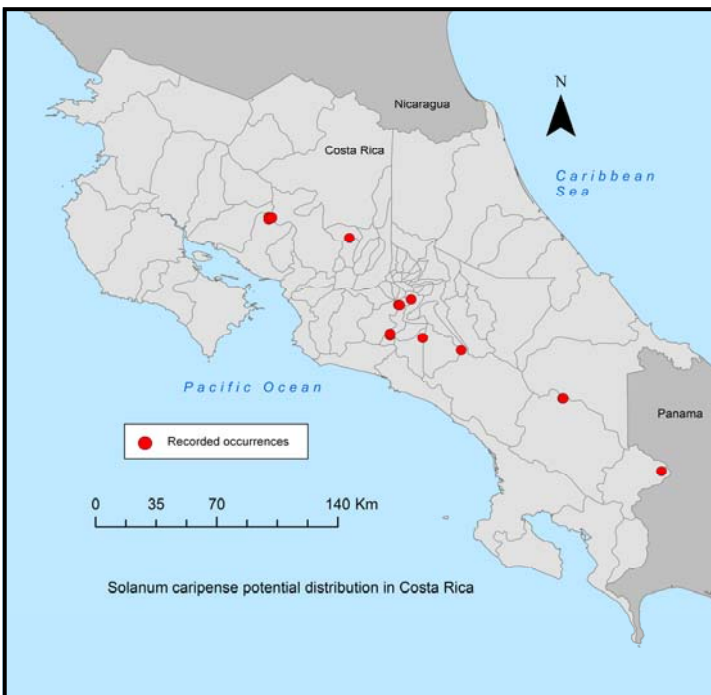 N
Nicaragua
Costa Rica
Caribbean
Sea
Pacific Ocean
Panama
Recorded occurrences
0 35 70 140 Km
Solanum caripense potential distribution in Costa Rica